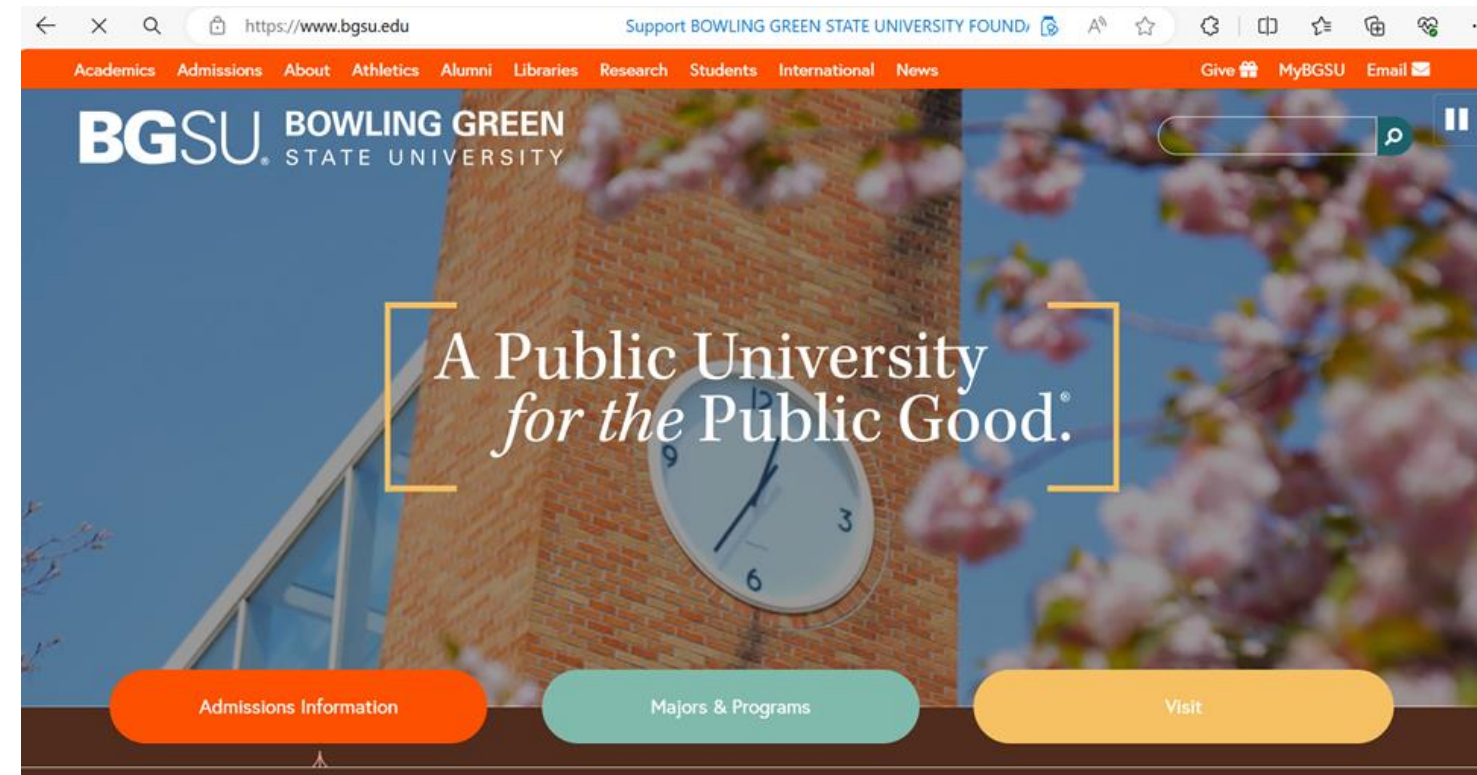 https://www.bgsu.edu Support BOWLING GREEN STATE UNIVERSITY FOUND
Academics Admissions About Athletics Alumni Libraries Research Students International News Give MyBGSU Email
BGSU® BOWLING GREEN
STATE UNIVERSITY
A Public University
for the Public Good.®
12
9
3
6
Admissions Information Majors & Programs Visit